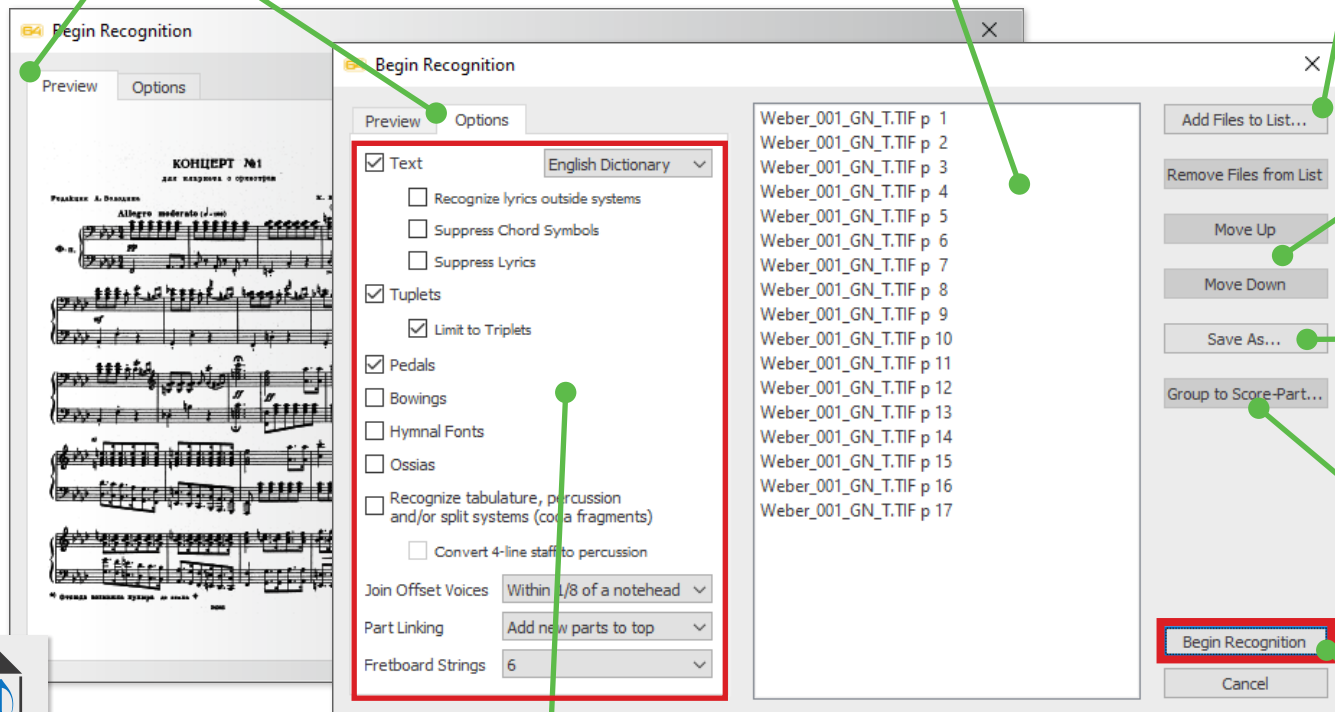 64 Begin Recognition
Preview Options
КОНЦЕРТ №1
для кларнета с оркестром
Allegro moderato
Ф-п.
64 Begin Recognition
Preview Options
Text English Dictionary
Recognize lyrics outside systems
Suppress Chord Symbols
Suppress Lyrics
Tuplets
Limit to Triplets
Pedals
Bowings
Hymnal Fonts
Ossias
Recognize tabulature, percussion
and/or split systems (coda fragments)
Convert 4-line staff to percussion
Join Offset Voices Within 1/8 of a notehead
Part Linking Add new parts to top
Fretboard Strings 6
Weber_001_GN_T.TIF p 1
Weber_001_GN_T.TIF p 2
Weber_001_GN_T.TIF p 3
Weber_001_GN_T.TIF p 4
Weber_001_GN_T.TIF p 5
Weber_001_GN_T.TIF p 6
Weber_001_GN_T.TIF p 7
Weber_001_GN_T.TIF p 8
Weber_001_GN_T.TIF p 9
Weber_001_GN_T.TIF p 10
Weber_001_GN_T.TIF p 11
Weber_001_GN_T.TIF p 12
Weber_001_GN_T.TIF p 13
Weber_001_GN_T.TIF p 14
Weber_001_GN_T.TIF p 15
Weber_001_GN_T.TIF p 16
Weber_001_GN_T.TIF p 17
Add Files to List...
Remove Files from List
Move Up
Move Down
Save As...
Group to Score-Part...
Begin Recognition
Cancel